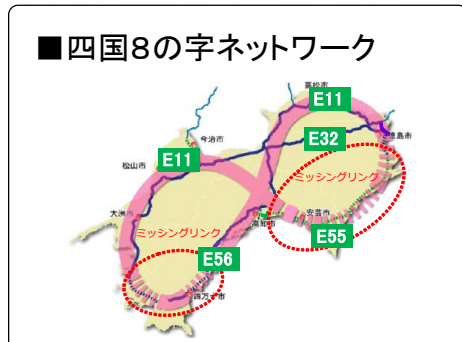 ■四国8の字ネットワーク
高松市
E11
徳島市
今治市
E32
松山市
E11
ミッシングリンク
大洲市
安芸市
ミッシングリンク
高知市
E55
E56
四万十市